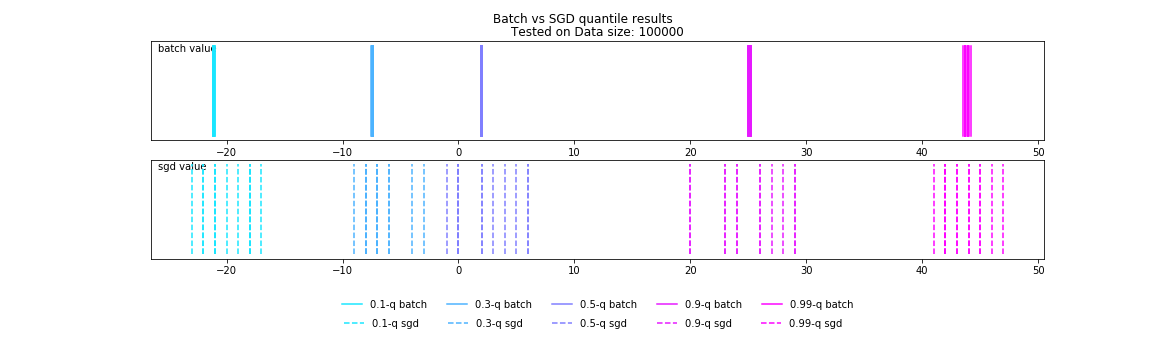 Batch vs SGD quantile results
Tested on Data size: 100000
batch value
−20 −10 0 10 20 30 40 50
sgd value
−20 −10 0 10 20 30 40 50
0.1-q batch 0.3-q batch 0.5-q batch 0.9-q batch 0.99-q batch
0.1-q sgd 0.3-q sgd 0.5-q sgd 0.9-q sgd 0.99-q sgd